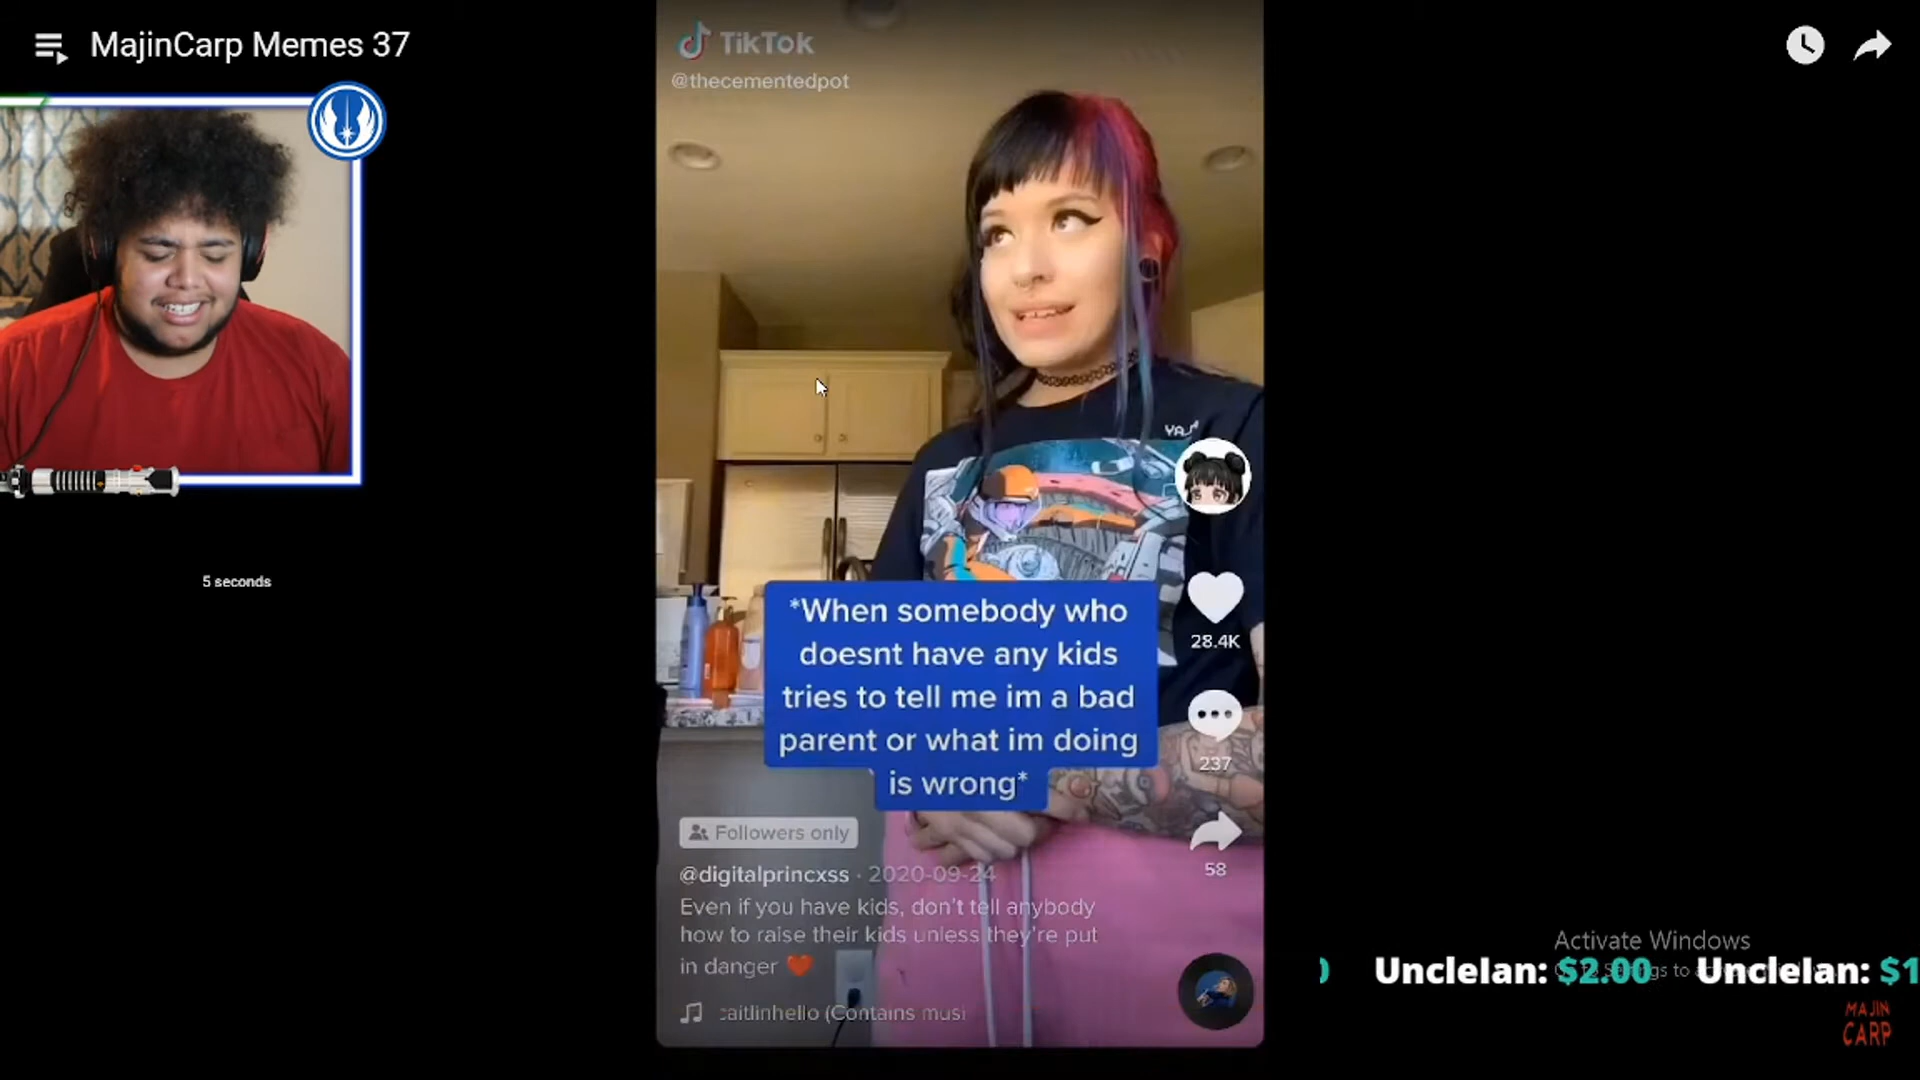 MajinCarp Memes 37
TikTok
@thecementedpot
5 seconds
YA
28.4K
*When somebody who
doesnt have any kids
tries to tell me im a bad
parent or what im doing
is wrong*
237
Followers only
@digitalprincxss · 2020-09-24
58
Even if you have kids, don't tell anybody
how to raise their kids unless they're put
in danger ❤️
caitlinhello (Contains musi
Activate Windows
Unclelan: $2.00 Unclelan: $1
MAJIN
CARP